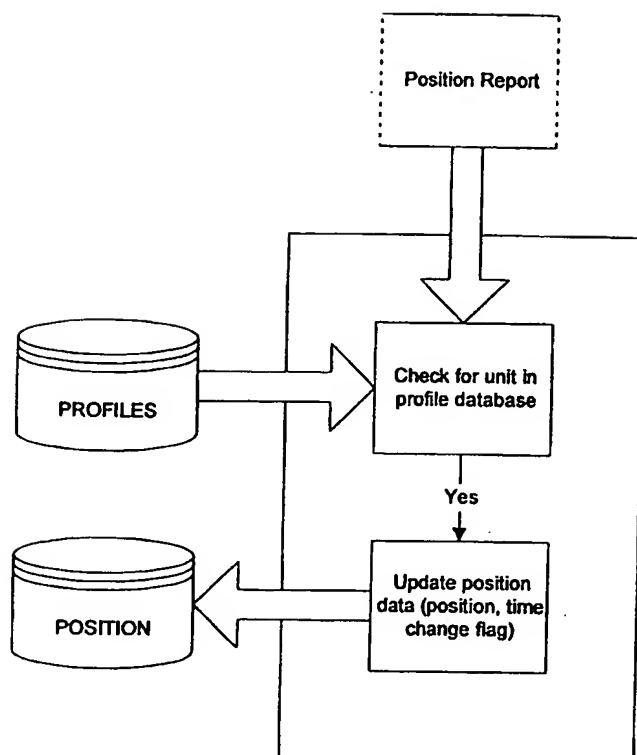 Position Report
PROFILES
Check for unit in
profile database
Yes
POSITION
Update position
data (position, time
change flag)